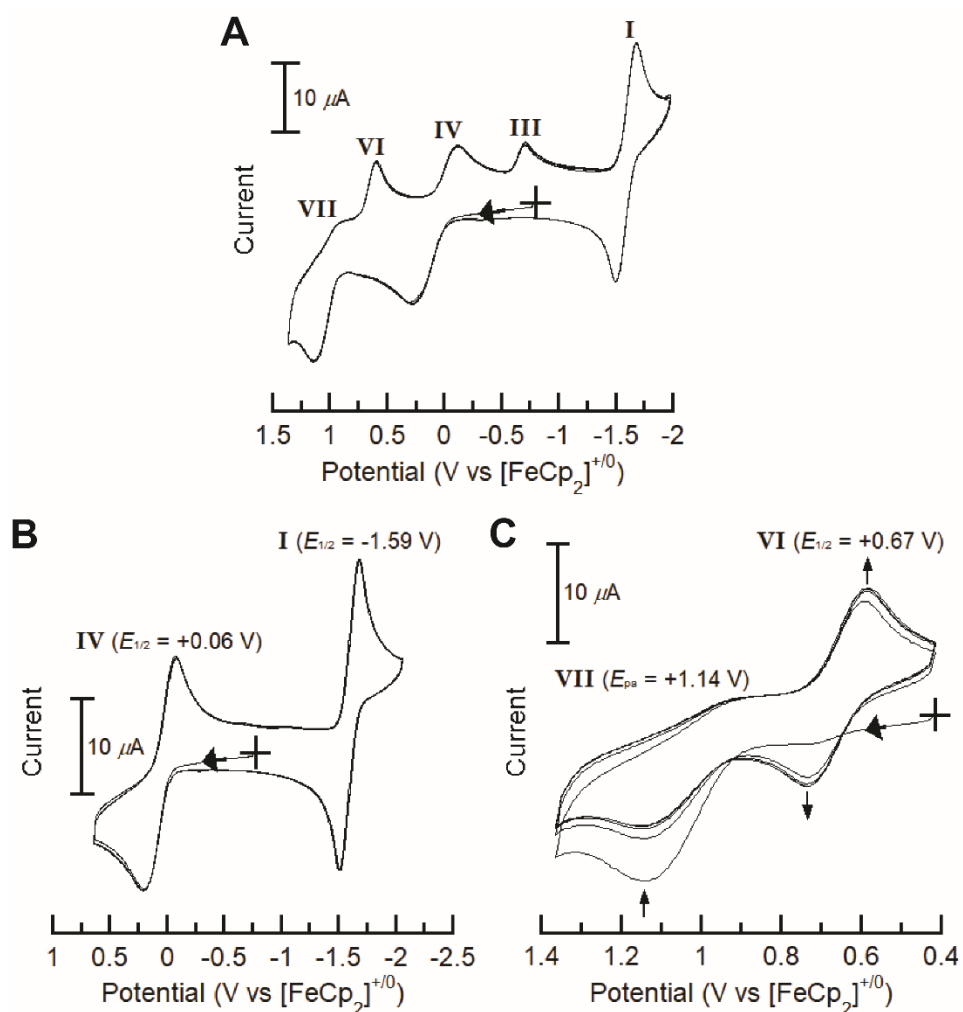 A
I
10 μA
IV
III
VI
VII
Current
1.5 1 0.5 0 -0.5 -1 -1.5 -2
Potential (V vs [FeCp2]+/0)
B
I (E1/2 = -1.59 V)
IV (E1/2 = +0.06 V)
10 μA
Current
1 0.5 0 -0.5 -1 -1.5 -2 -2.5
Potential (V vs [FeCp2]+/0)
C
VI (E1/2 = +0.67 V)
10 μA
VII (Epa = +1.14 V)
Current
1.4 1.2 1 0.8 0.6 0.4
Potential (V vs [FeCp2]+/0)